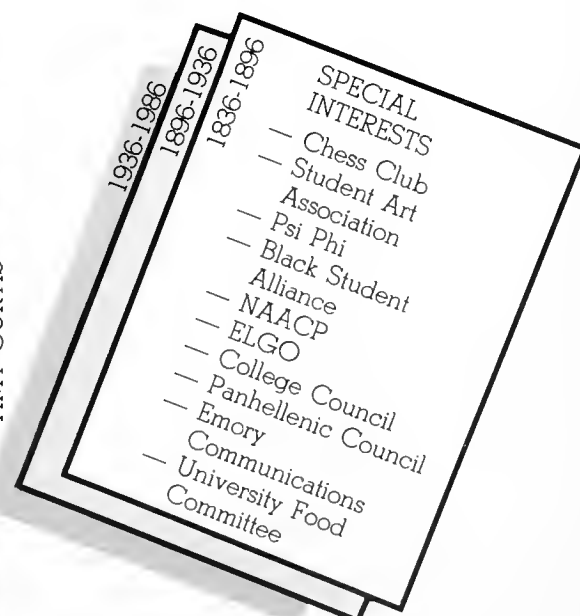 1936-1986
1896-1936
1836-1896
SPECIAL
INTERESTS
— Chess Club
— Student Art
Association
— Psi Phi
— Black Student
Alliance
— NAACP
— ELGO
— College Council
— Panhellenic Council
— Emory
Communications
— University Food
Committee